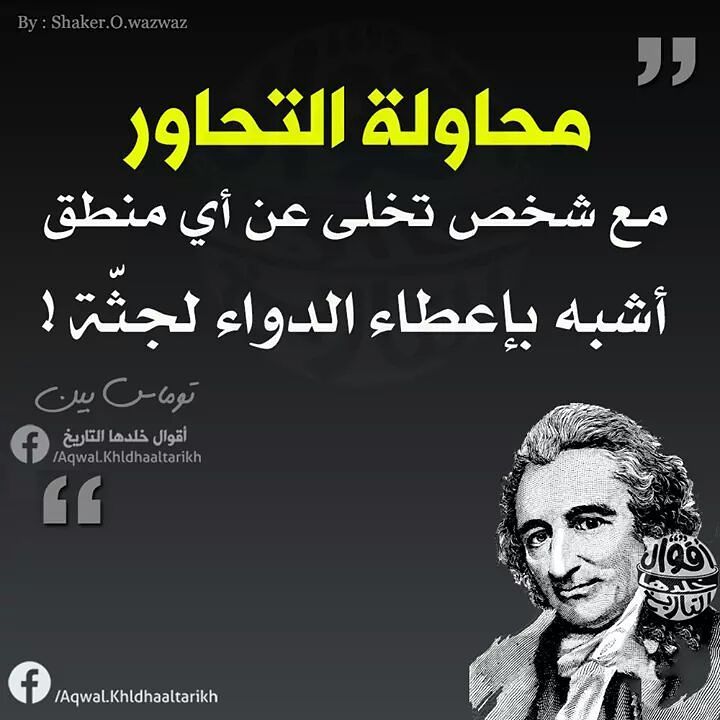 By : Shaker.O.wazwaz
محاولة التحاور
مع شخص تخلى عن أي منطق
أشبه بإعطاء الدواء لجثّة !
توماس بين
أقوال خلدها التاريخ
/Aqwal.Khldhaaltarikh
أقوال
خلدها
التاريخ
/Aqwal.Khldhaaltarikh